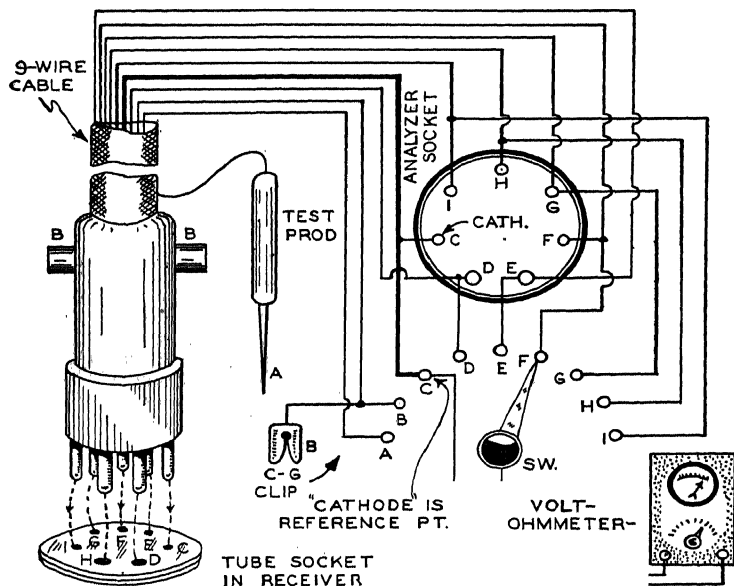 9-WIRE
CABLE
B
B
TEST
PROD
A
ANALYZER
SOCKET
H
I
G
CATH.
C
F
D
E
D
E
F
C
G
B
H
A
I
B
C-G
CLIP
SW.
"CATHODE" IS
REFERENCE PT.
VOLT-
OHMMETER-
I
H
D
C
TUBE SOCKET
IN RECEIVER